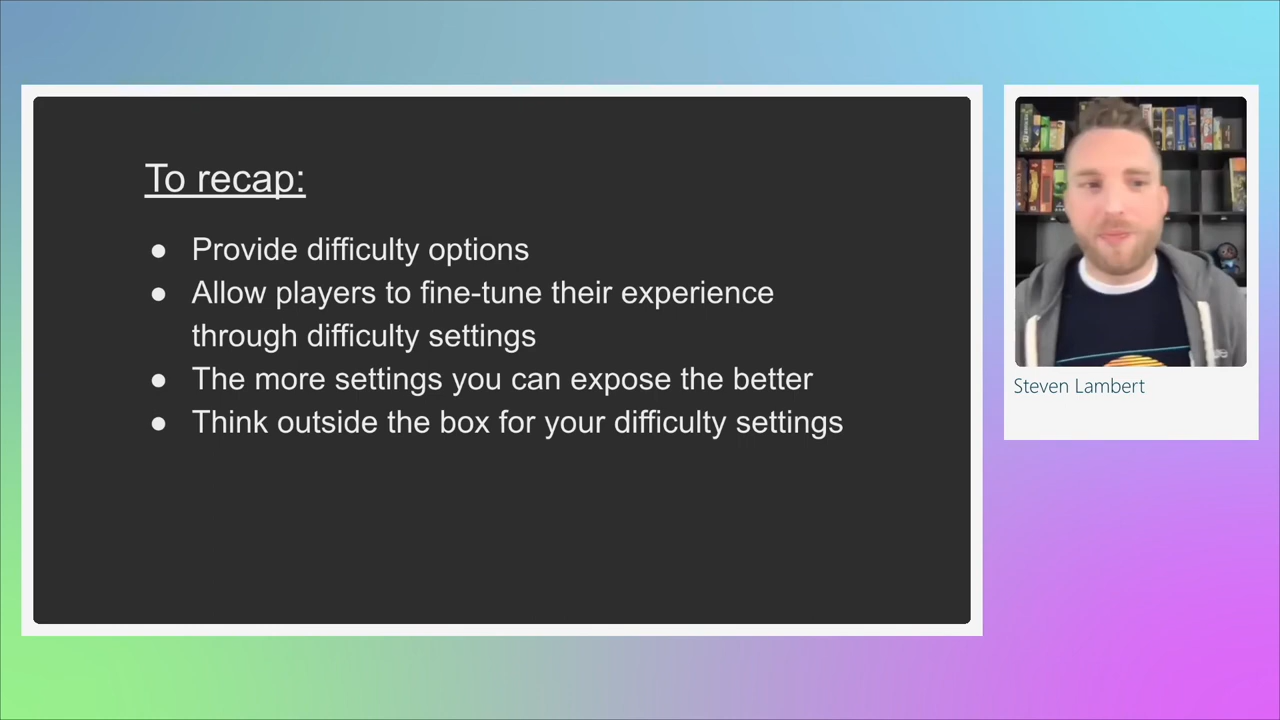 To recap:
● Provide difficulty options
● Allow players to fine-tune their experience
through difficulty settings
● The more settings you can expose the better
● Think outside the box for your difficulty settings
Steven Lambert